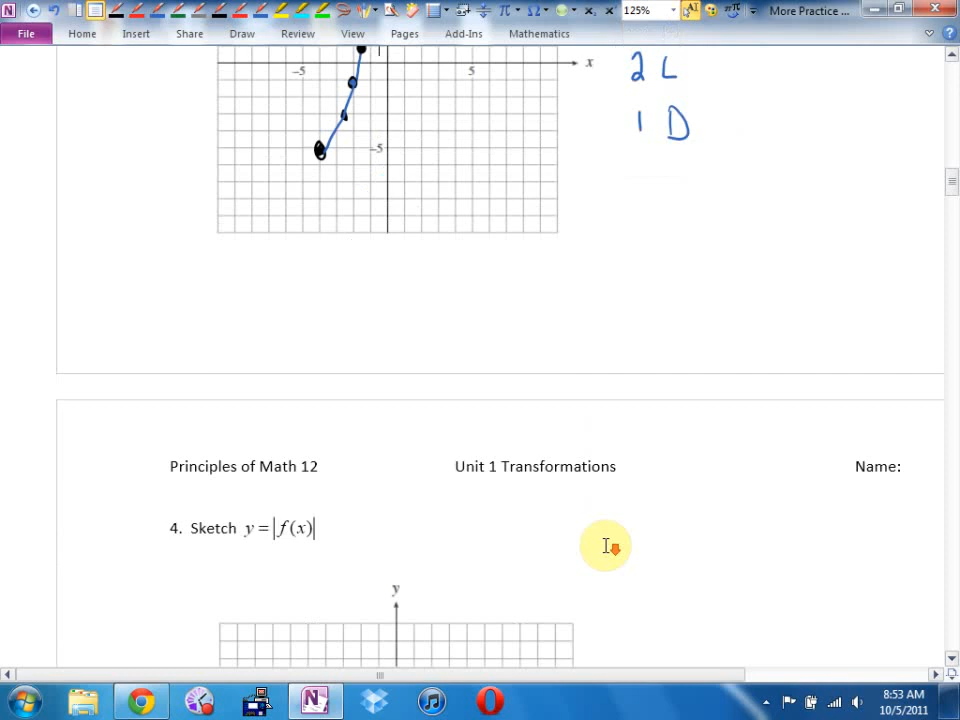 125%
More Practice ...
File Home Insert Share Draw Review View Pages Add-Ins Mathematics
-5 5 x
2 L
1 D
-5
Principles of Math 12 Unit 1 Transformations Name:
4. Sketch y = |f(x)|
y
8:53 AM
10/5/2011